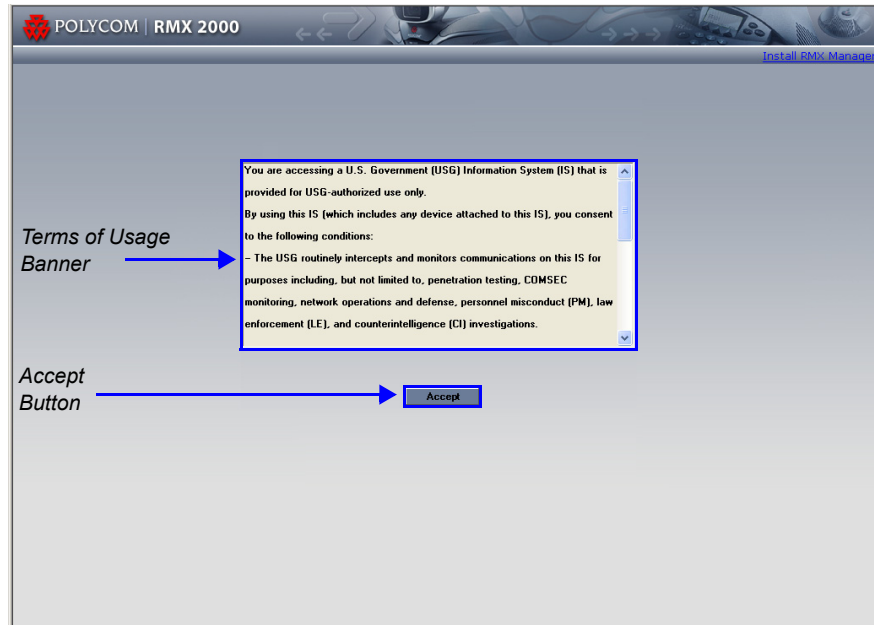 POLYCOM | RMX 2000
Install RMX Manager
You are accessing a U.S. Government (USG) Information System (IS) that is
provided for USG-authorized use only.
By using this IS (which includes any device attached to this IS), you consent
to the following conditions:
– The USG routinely intercepts and monitors communications on this IS for
purposes including, but not limited to, penetration testing, COMSEC
monitoring, network operations and defense, personnel misconduct (PM), law
enforcement (LE), and counterintelligence (CI) investigations.
Terms of Usage
Banner
Accept
Button
Accept